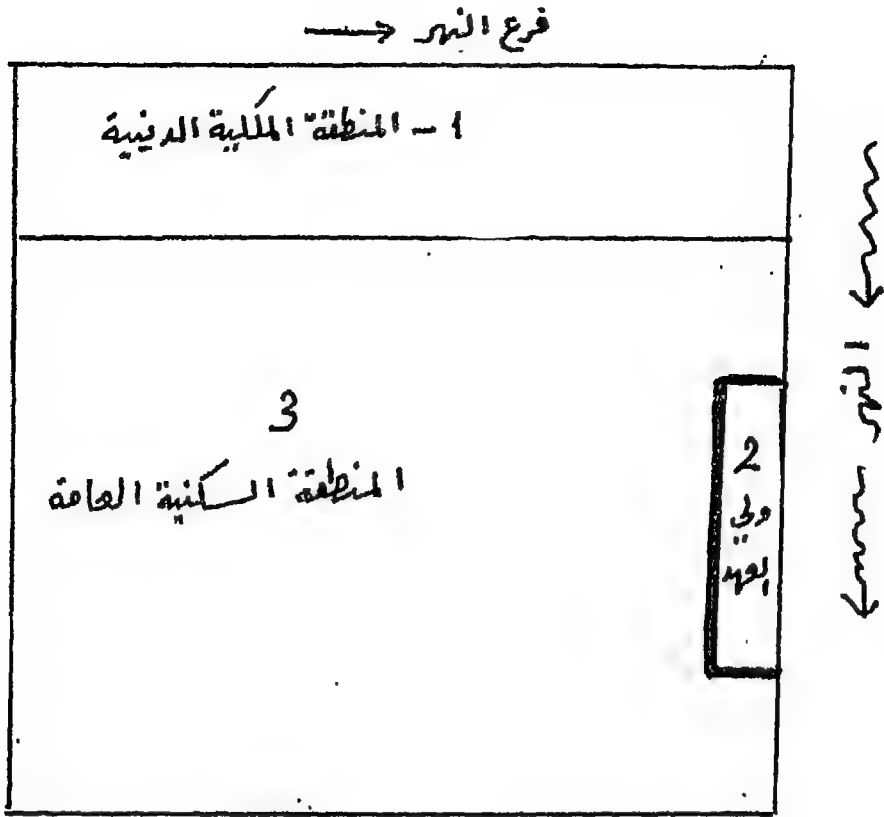 فرع النهر
1 - المنطقة الملكية الدينية
3
المنطقة السكنية العامة
2
ولي
العهد
النهر